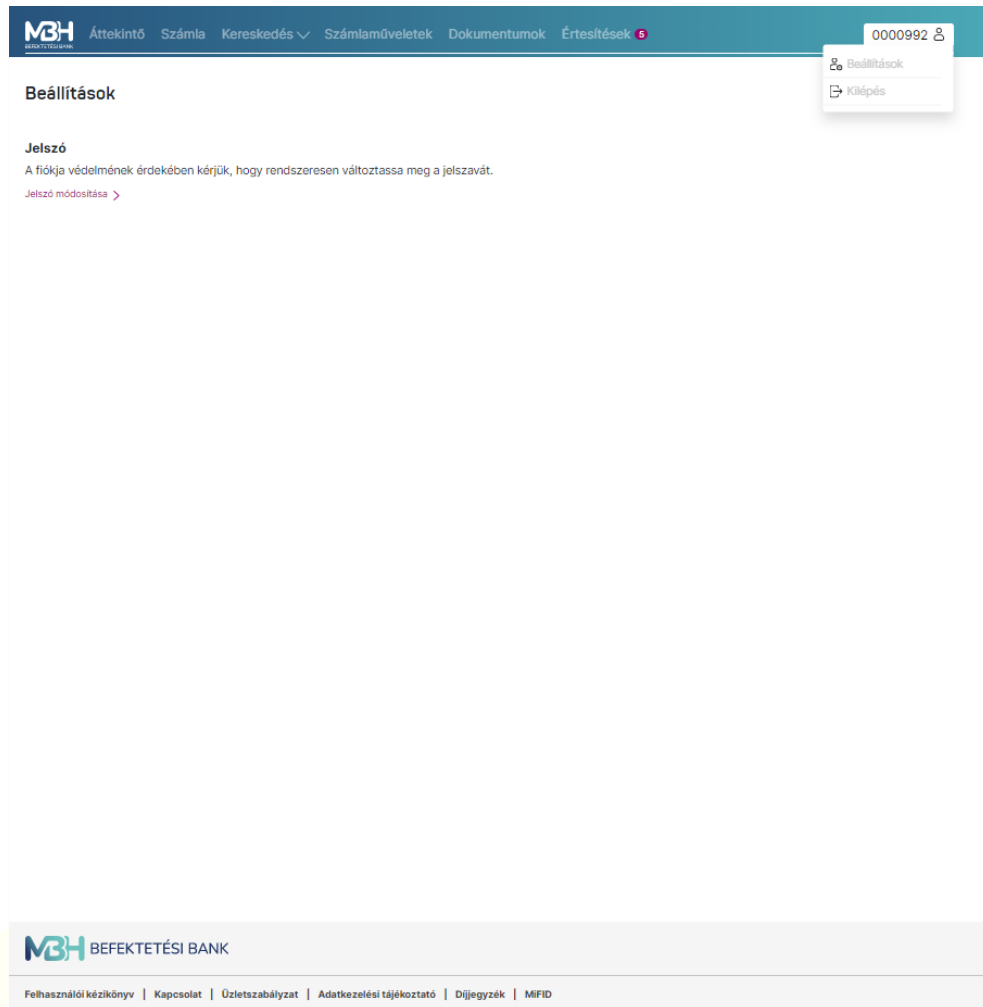 MBH Áttekintő Számla Kereskedés Számlaműveletek Dokumentumok Értesítések 5 0000992
BEFEKTETÉSI BANK
Beállítások
Kilépés
Beállítások
Jelszó
A fiókja védelmének érdekében kérjük, hogy rendszeresen változtassa meg a jelszavát.
Jelszó módosítása
MBH BEFEKTETÉSI BANK
Felhasználói kézikönyv | Kapcsolat | Üzletszabályzat | Adatkezelési tájékoztató | Díjjegyzék | MiFID